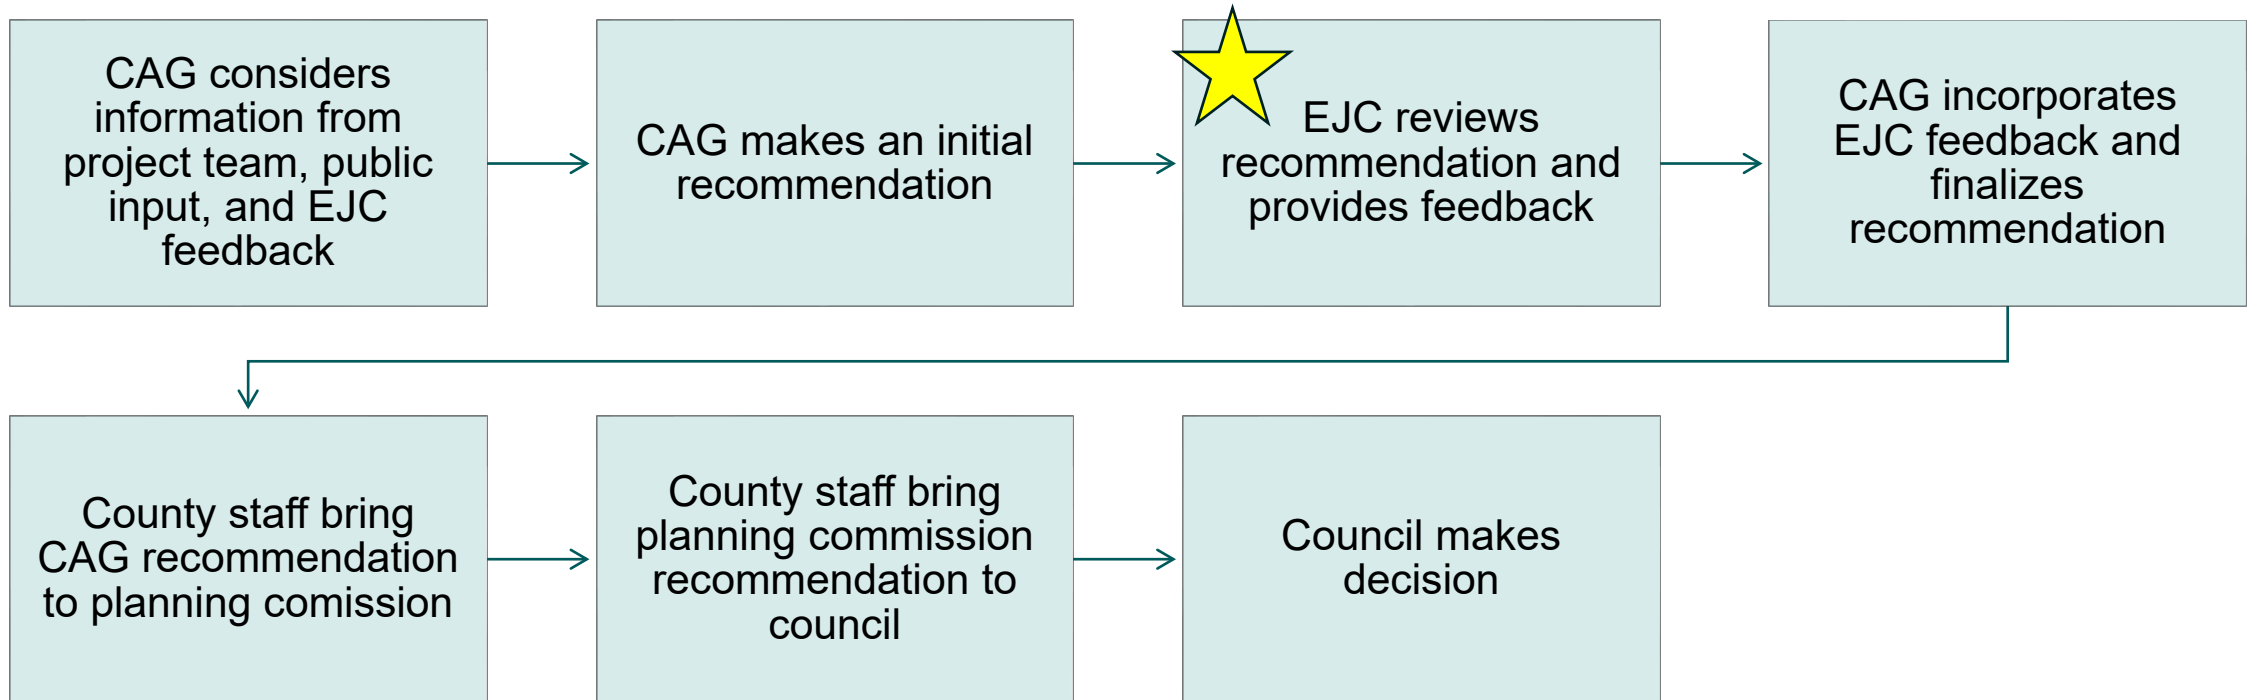 CAG considers
information from
project team, public
input, and EJC
feedback
CAG makes an initial
recommendation
EJC reviews
recommendation and
provides feedback
CAG incorporates
EJC feedback and
finalizes
recommendation
County staff bring
CAG recommendation
to planning comission
County staff bring
planning commission
recommendation to
council
Council makes
decision